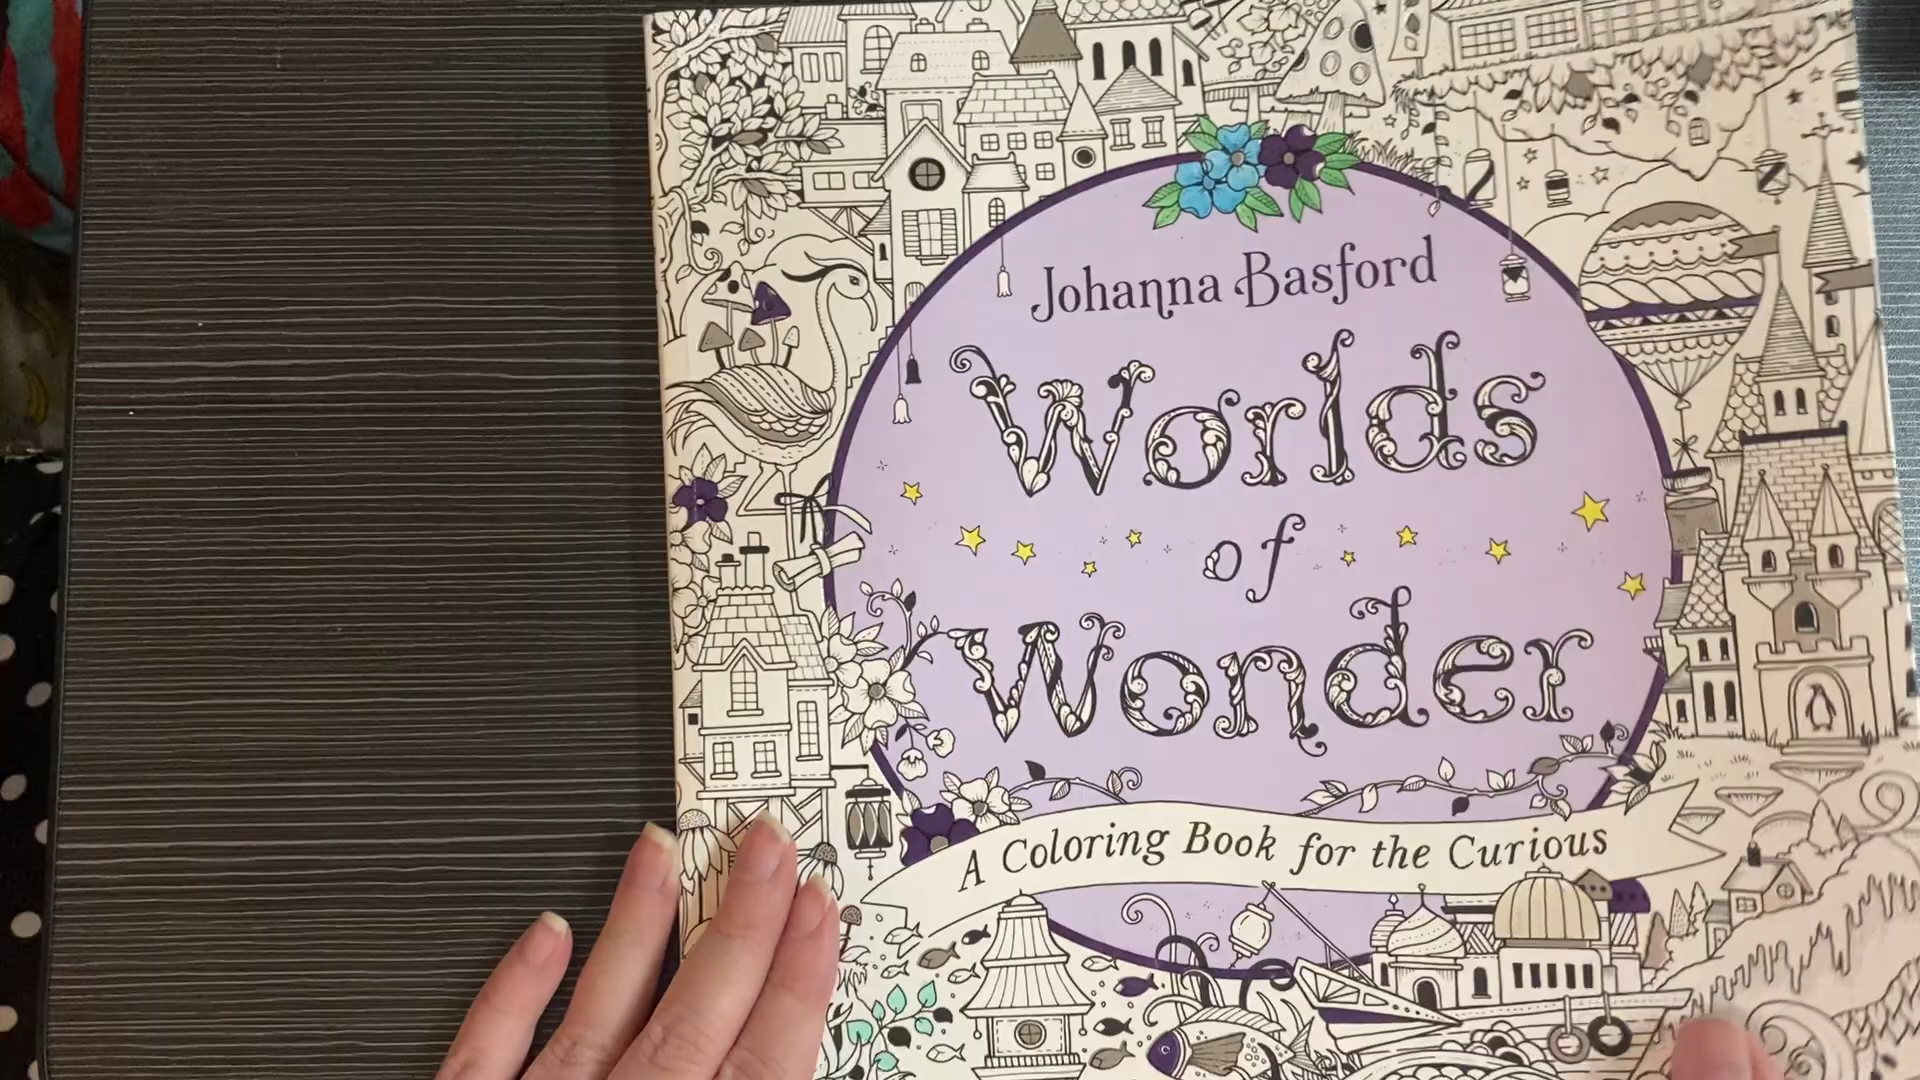 Johanna Basford
Worlds
of
Wonder
A Coloring Book for the Curious